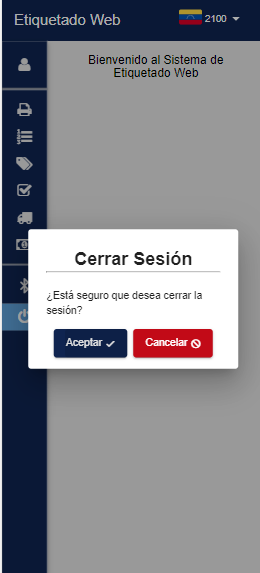 Etiquetado Web
2100
Bienvenido al Sistema de
Etiquetado Web
Cerrar Sesión
¿Está seguro que desea cerrar la
sesión?
Aceptar
Cancelar